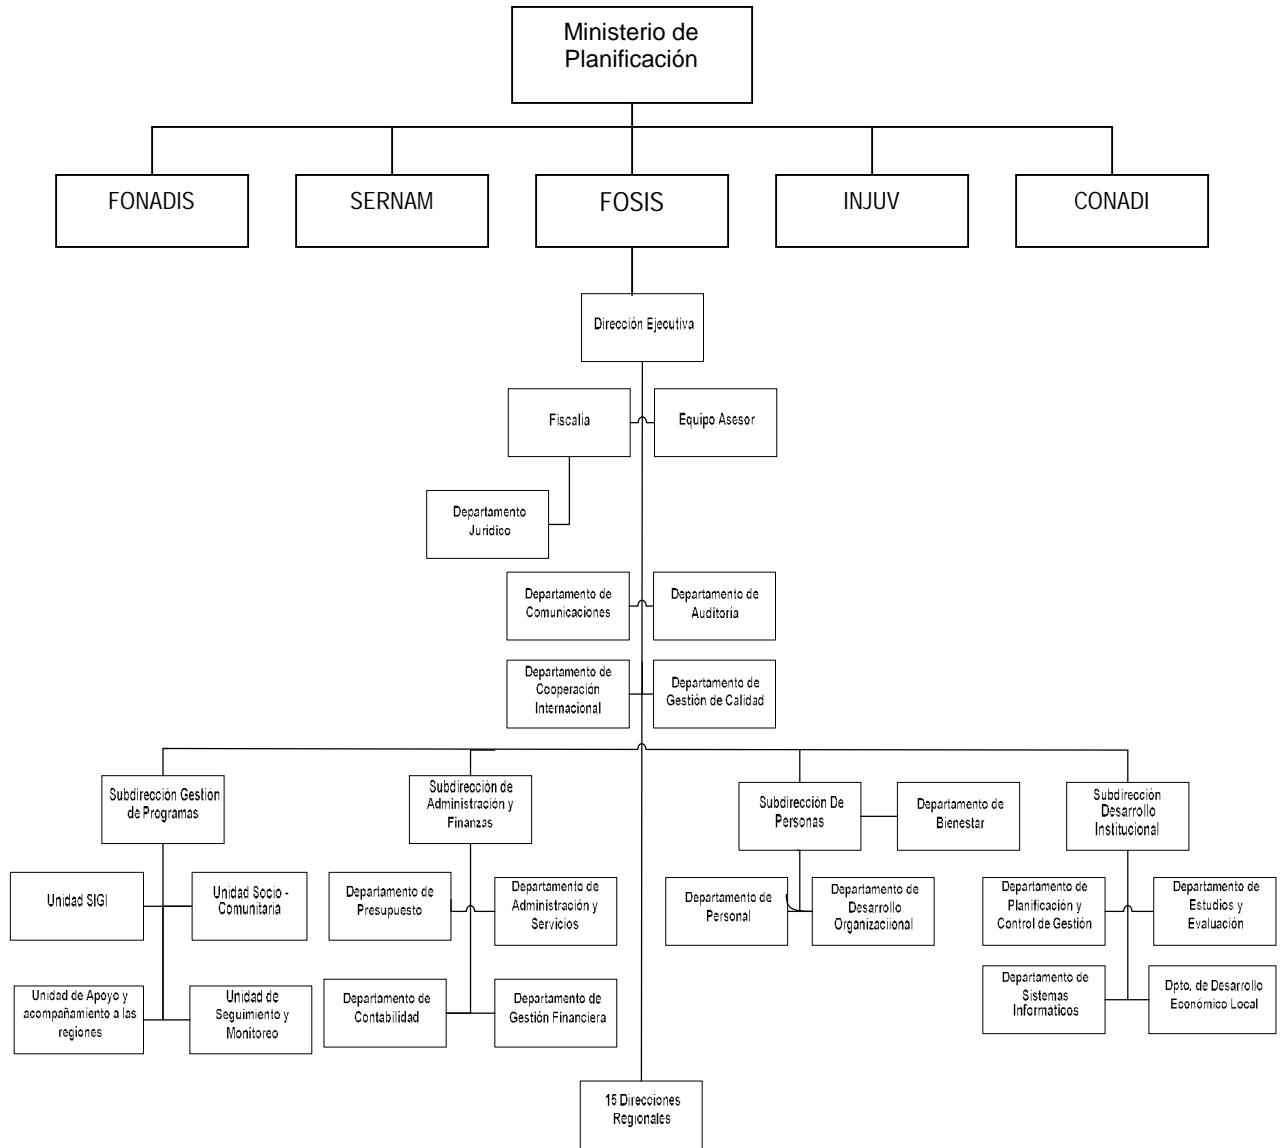 Ministerio de
Planificación
FONADIS
SERNAM
FOSIS
INJUV
CONADI
Dirección Ejecutiva
Fiscalia
Equipo Asesor
Departamento
Jurídico
Departamento de
Comunicaciones
Departamento de
Auditoría
Departamento de
Cooperación
Internacional
Departamento de
Gestión de Calidad
Subdirección Gestión
de Programas
Subdirección de
Administración y
Finanzas
Subdirección De
Personas
Departamento de
Bienestar
Subdirección
Desarrollo
Institucional
Unidad SIGI
Unidad Socio -
Comunitaria
Departamento de
Presupuesto
Departamento de
Administración y
Servicios
Departamento de
Personal
Departamento de
Desarrollo
Organizaciional
Departamento de
Planificación y
Control de Gestión
Departamento de
Estudios y
Evaluación
Unidad de Apoyo y
acompañamiento a las
regiones
Unidad de
Seguimiento y
Monitoreo
Departamento de
Contabilidad
Departamento de
Gestión Financiera
Departamento de
Sistemas
Informáticos
Dpto. de Desarrollo
Económico Local
15 Direcciones
Regionales